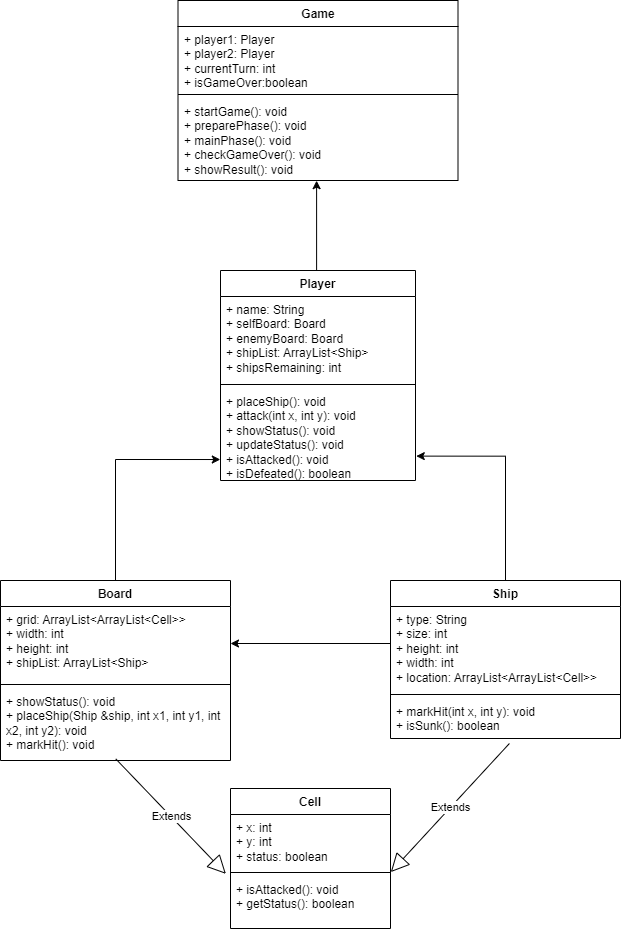 Game
+ player1: Player
+ player2: Player
+ currentTurn: int
+ isGameOver:boolean
+ startGame(): void
+ preparePhase(): void
+ mainPhase(): void
+ checkGameOver(): void
+ showResult(): void
Player
+ name: String
+ selfBoard: Board
+ enemyBoard: Board
+ shipList: ArrayList<Ship>
+ shipsRemaining: int
+ placeShip(): void
+ attack(int x, int y): void
+ showStatus(): void
+ updateStatus(): void
+ isAttacked(): void
+ isDefeated(): boolean
Board
+ grid: ArrayList<ArrayList<Cell>>
+ width: int
+ height: int
+ shipList: ArrayList<Ship>
+ showStatus(): void
+ placeShip(Ship &ship, int x1, int y1, int
x2, int y2): void
+ markHit(): void
Ship
+ type: String
+ size: int
+ height: int
+ width: int
+ location: ArrayList<ArrayList<Cell>>
+ markHit(int x, int y): void
+ isSunk(): boolean
Extends
Extends
Cell
+ x: int
+ y: int
+ status: boolean
+ isAttacked(): void
+ getStatus(): boolean